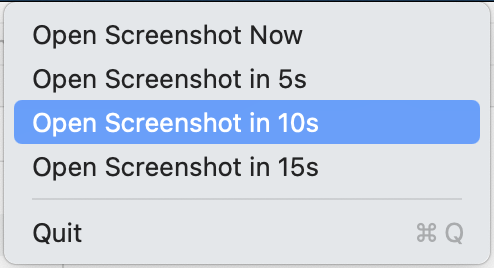 Open Screenshot Now
Open Screenshot in 5s
Open Screenshot in 10s
Open Screenshot in 15s
Quit ⌘ Q